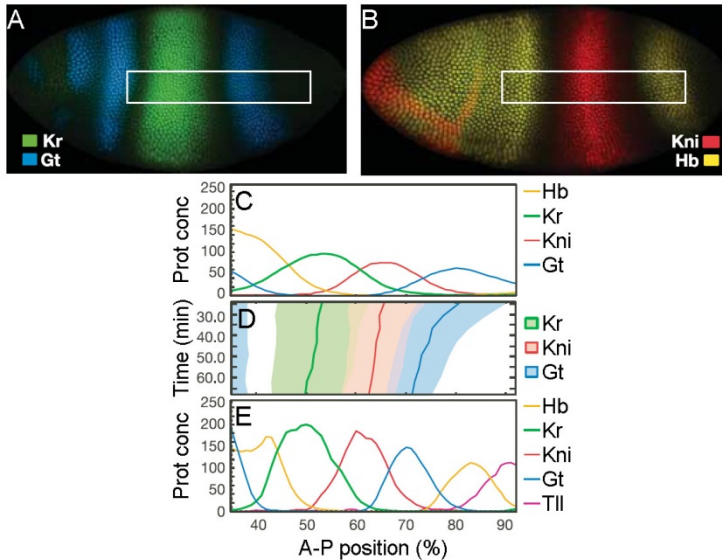 A
Kr
Gt
B
Kni
Hb
C
250
200
150
100
50
0
Prot conc
Hb
Kr
Kni
Gt
D
30.0
40.0
50.0
60.0
Time (min)
Kr
Kni
Gt
E
250
200
150
100
50
0
Prot conc
Hb
Kr
Kni
Gt
Tll
40 50 60 70 80 90
A-P position (%)